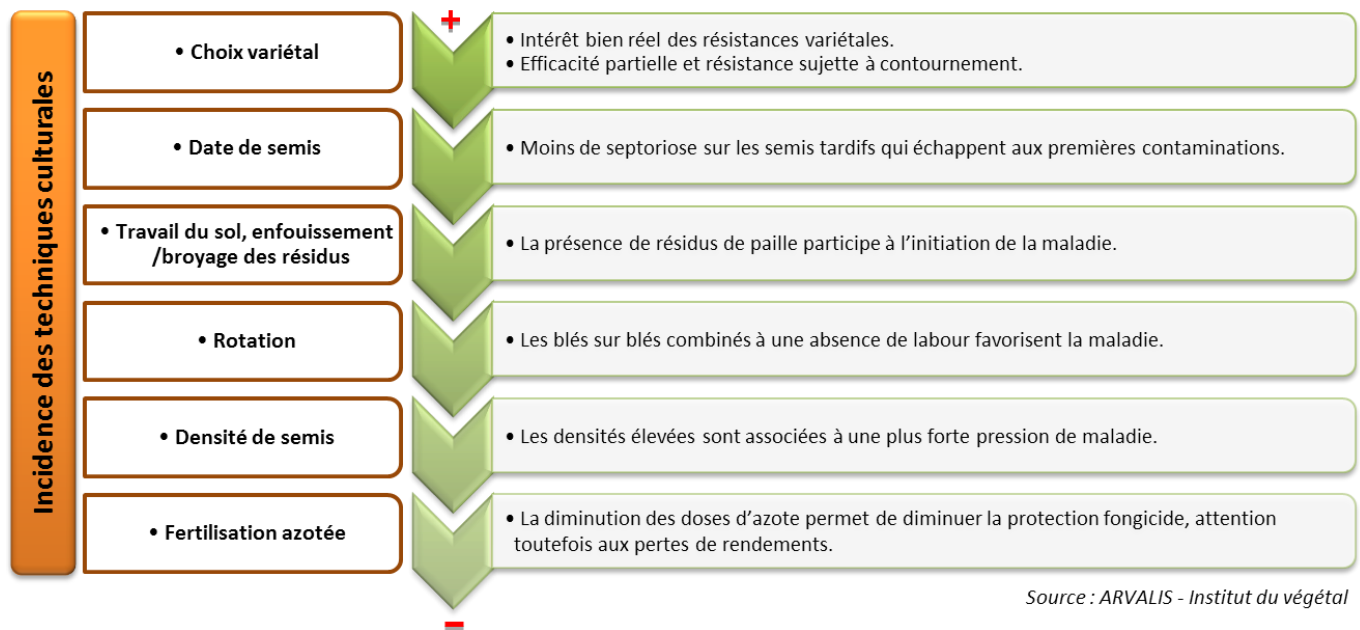 Incidence des techniques culturales
+
• Choix variétal
• Intérêt bien réel des résistances variétales.
• Efficacité partielle et résistance sujette à contournement.
• Date de semis
• Moins de septoriose sur les semis tardifs qui échappent aux premières contaminations.
• Travail du sol, enfouissement
/broyage des résidus
• La présence de résidus de paille participe à l’initiation de la maladie.
• Rotation
• Les blés sur blés combinés à une absence de labour favorisent la maladie.
• Densité de semis
• Les densités élevées sont associées à une plus forte pression de maladie.
• Fertilisation azotée
• La diminution des doses d’azote permet de diminuer la protection fongicide, attention
toutefois aux pertes de rendements.
Source : ARVALIS - Institut du végétal
–